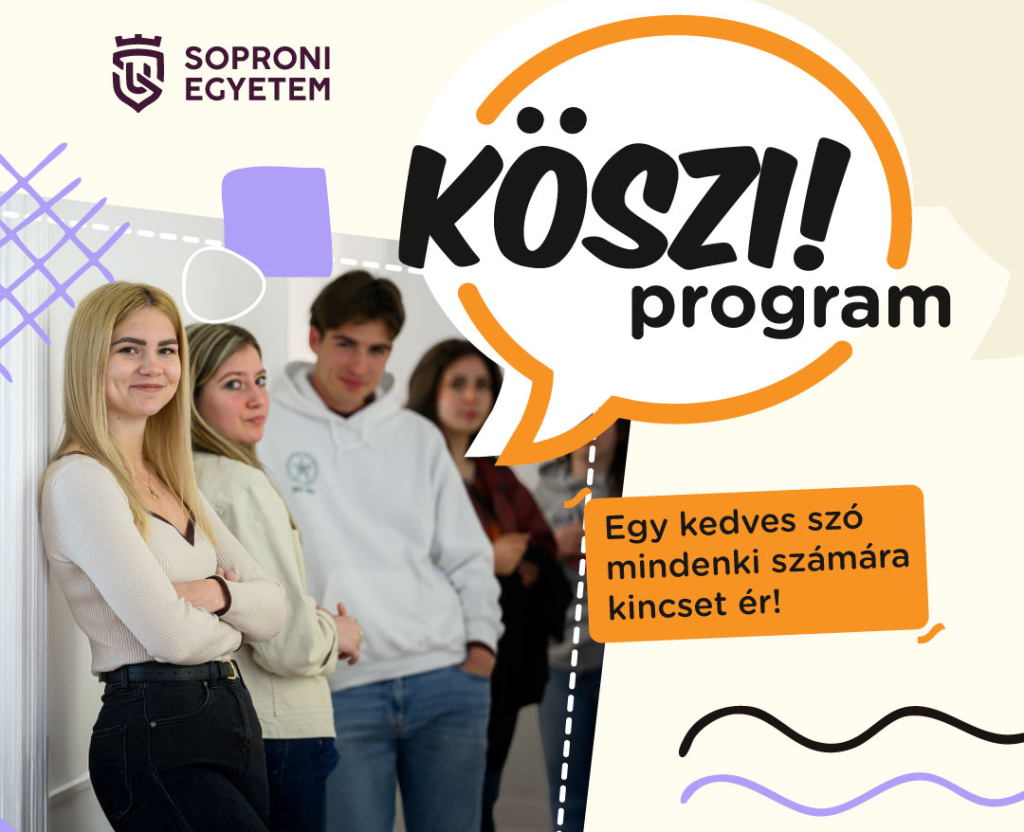 SOPRONI
EGYETEM
KÖSZI!
program
Egy kedves szó
mindenki számára
kincset ér!